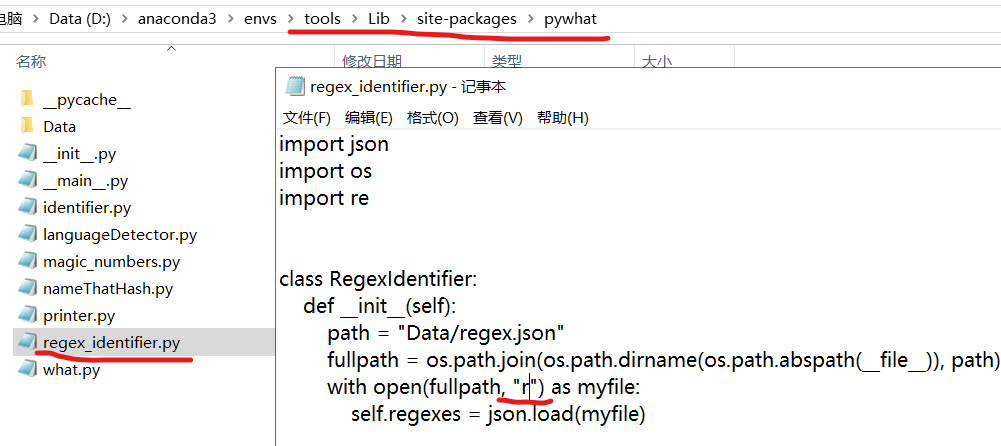 电脑 > Data (D:) > anaconda3 > envs > tools > Lib > site-packages > pywhat
名称 修改日期 类型 大小
__pycache__
Data
__init__.py
__main__.py
identifier.py
languageDetector.py
magic_numbers.py
nameThatHash.py
printer.py
regex_identifier.py
what.py
regex_identifier.py - 记事本
文件(F) 编辑(E) 格式(O) 查看(V) 帮助(H)
import json
import os
import re
class RegexIdentifier:
def __init__(self):
path = "Data/regex.json"
fullpath = os.path.join(os.path.dirname(os.path.abspath(__file__)), path)
with open(fullpath, "r") as myfile:
self.regexes = json.load(myfile)